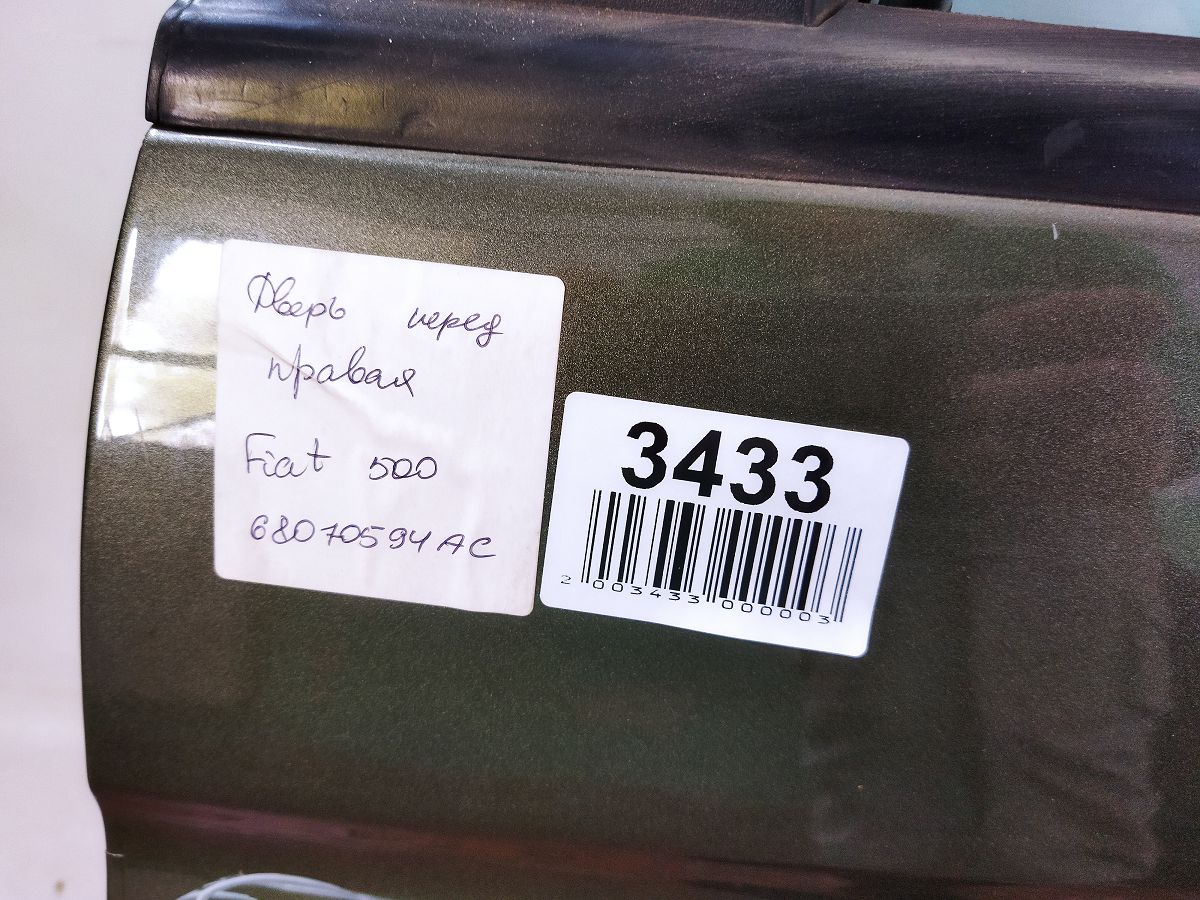 Дверь перед
правая
Fiat 500
68070594AC
3433
2 003433 000003